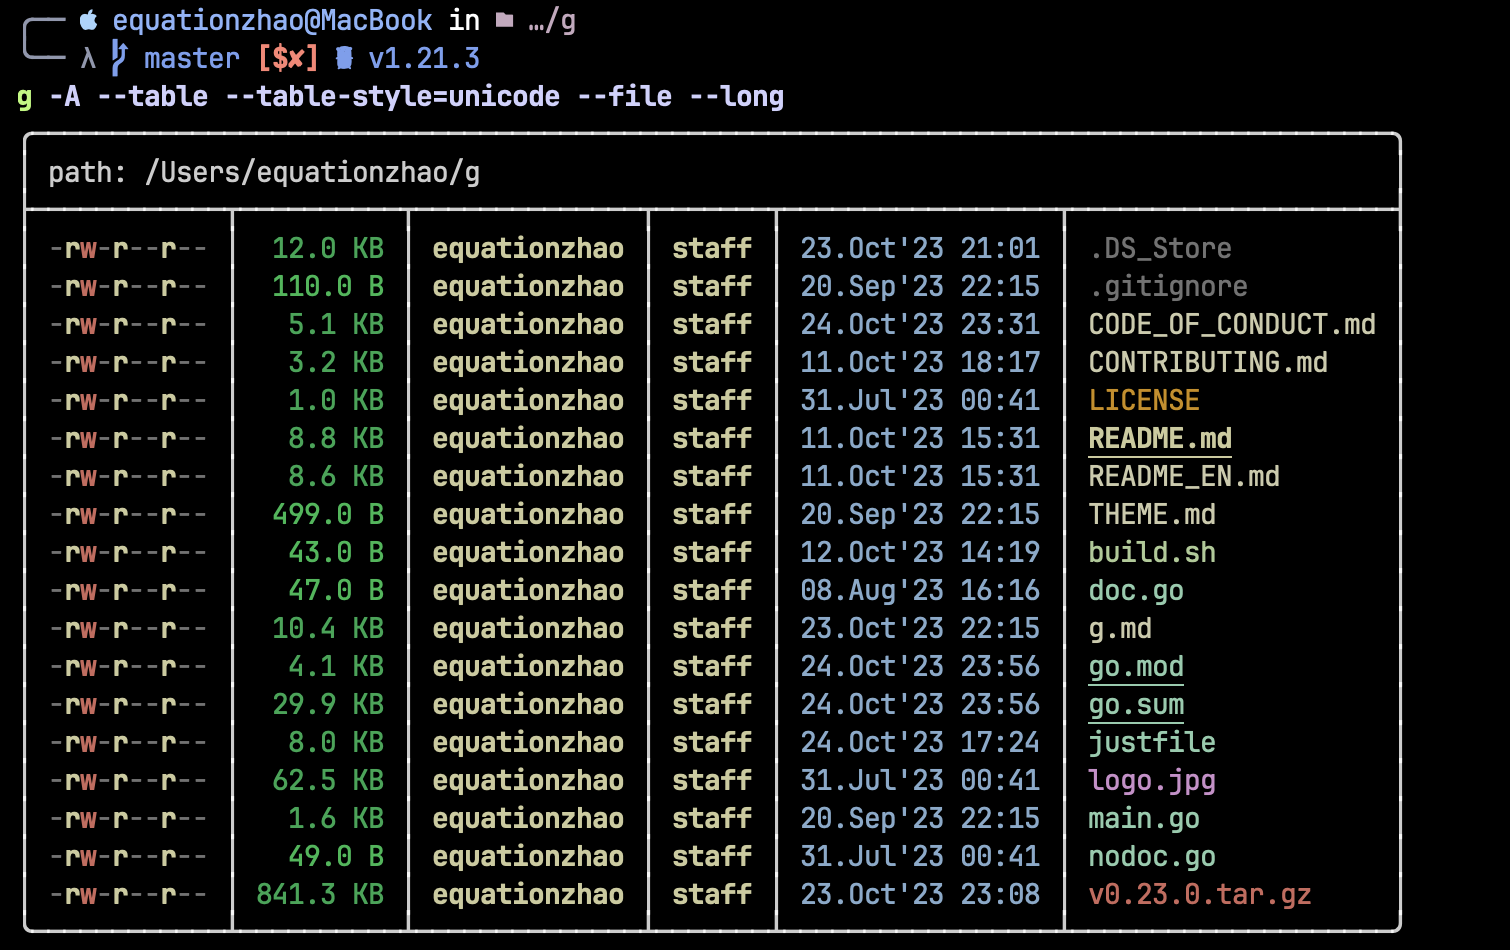 equationzhao@MacBook in …/g
λ master [$✘] v1.21.3
g -A --table --table-style=unicode --file --long
path: /Users/equationzhao/g
-rw-r--r-- 12.0 KB equationzhao staff 23.Oct'23 21:01 .DS_Store
-rw-r--r-- 110.0 B equationzhao staff 20.Sep'23 22:15 .gitignore
-rw-r--r-- 5.1 KB equationzhao staff 24.Oct'23 23:31 CODE_OF_CONDUCT.md
-rw-r--r-- 3.2 KB equationzhao staff 11.Oct'23 18:17 CONTRIBUTING.md
-rw-r--r-- 1.0 KB equationzhao staff 31.Jul'23 00:41 LICENSE
-rw-r--r-- 8.8 KB equationzhao staff 11.Oct'23 15:31 README.md
-rw-r--r-- 8.6 KB equationzhao staff 11.Oct'23 15:31 README_EN.md
-rw-r--r-- 499.0 B equationzhao staff 20.Sep'23 22:15 THEME.md
-rw-r--r-- 43.0 B equationzhao staff 12.Oct'23 14:19 build.sh
-rw-r--r-- 47.0 B equationzhao staff 08.Aug'23 16:16 doc.go
-rw-r--r-- 10.4 KB equationzhao staff 23.Oct'23 22:15 g.md
-rw-r--r-- 4.1 KB equationzhao staff 24.Oct'23 23:56 go.mod
-rw-r--r-- 29.9 KB equationzhao staff 24.Oct'23 23:56 go.sum
-rw-r--r-- 8.0 KB equationzhao staff 24.Oct'23 17:24 justfile
-rw-r--r-- 62.5 KB equationzhao staff 31.Jul'23 00:41 logo.jpg
-rw-r--r-- 1.6 KB equationzhao staff 20.Sep'23 22:15 main.go
-rw-r--r-- 49.0 B equationzhao staff 31.Jul'23 00:41 nodoc.go
-rw-r--r-- 841.3 KB equationzhao staff 23.Oct'23 23:08 v0.23.0.tar.gz